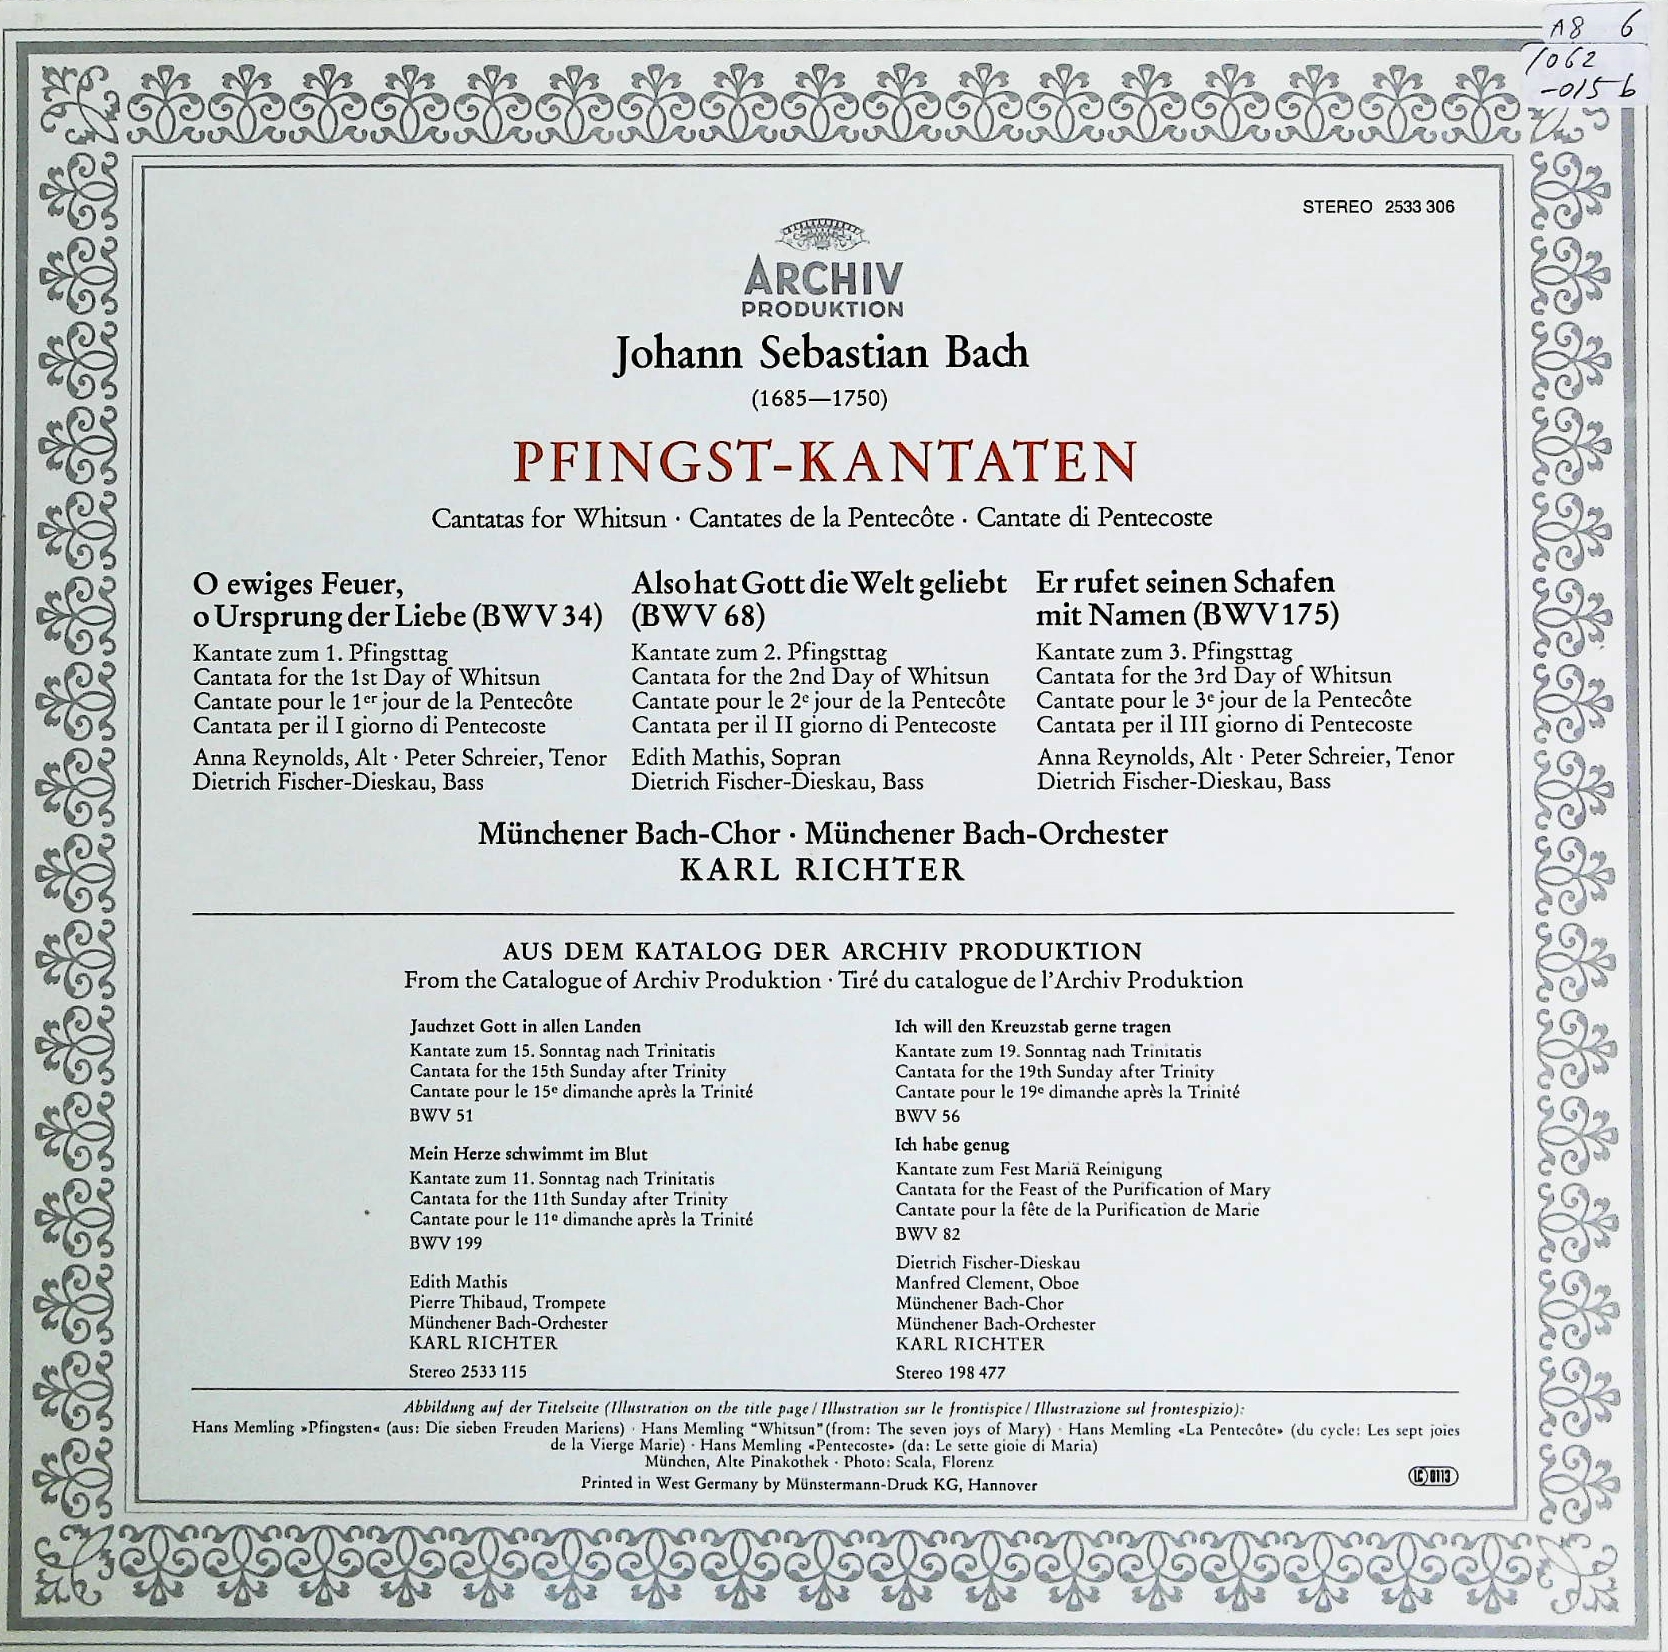 A8 6
1062
-015 b
STEREO 2533 306
ARCHIV
PRODUKTION
Johann Sebastian Bach
(1685—1750)
PFINGST-KANTATEN
Cantatas for Whitsun · Cantates de la Pentecôte · Cantate di Pentecoste
O ewiges Feuer,
o Ursprung der Liebe (BWV 34)
Kantate zum 1. Pfingsttag
Cantata for the 1st Day of Whitsun
Cantate pour le 1er jour de la Pentecôte
Cantata per il I giorno di Pentecoste
Anna Reynolds, Alt · Peter Schreier, Tenor
Dietrich Fischer-Dieskau, Bass
Also hat Gott die Welt geliebt
(BWV 68)
Kantate zum 2. Pfingsttag
Cantata for the 2nd Day of Whitsun
Cantate pour le 2e jour de la Pentecôte
Cantata per il II giorno di Pentecoste
Edith Mathis, Sopran
Dietrich Fischer-Dieskau, Bass
Er rufet seinen Schafen
mit Namen (BWV 175)
Kantate zum 3. Pfingsttag
Cantata for the 3rd Day of Whitsun
Cantate pour le 3e jour de la Pentecôte
Cantata per il III giorno di Pentecoste
Anna Reynolds, Alt · Peter Schreier, Tenor
Dietrich Fischer-Dieskau, Bass
Münchener Bach-Chor · Münchener Bach-Orchester
KARL RICHTER
AUS DEM KATALOG DER ARCHIV PRODUKTION
From the Catalogue of Archiv Produktion · Tiré du catalogue de l'Archiv Produktion
Jauchzet Gott in allen Landen
Kantate zum 15. Sonntag nach Trinitatis
Cantata for the 15th Sunday after Trinity
Cantate pour le 15e dimanche après la Trinité
BWV 51
Mein Herze schwimmt im Blut
Kantate zum 11. Sonntag nach Trinitatis
Cantata for the 11th Sunday after Trinity
Cantate pour le 11e dimanche après la Trinité
BWV 199
Edith Mathis
Pierre Thibaud, Trompete
Münchener Bach-Orchester
KARL RICHTER
Stereo 2533 115
Ich will den Kreuzstab gerne tragen
Kantate zum 19. Sonntag nach Trinitatis
Cantata for the 19th Sunday after Trinity
Cantate pour le 19e dimanche après la Trinité
BWV 56
Ich habe genug
Kantate zum Fest Mariä Reinigung
Cantata for the Feast of the Purification of Mary
Cantate pour la fête de la Purification de Marie
BWV 82
Dietrich Fischer-Dieskau
Manfred Clement, Oboe
Münchener Bach-Chor
Münchener Bach-Orchester
KARL RICHTER
Stereo 198 477
Abbildung auf der Titelseite (Illustration on the title page / Illustration sur le frontispice / Illustrazione sul frontespizio):
Hans Memling »Pfingsten« (aus: Die sieben Freuden Mariens) · Hans Memling "Whitsun" (from: The seven joys of Mary) · Hans Memling «La Pentecôte» (du cycle: Les sept joies
de la Vierge Marie) · Hans Memling «Pentecoste» (da: Le sette gioie di Maria)
München, Alte Pinakothek · Photo: Scala, Florenz
Printed in West Germany by Münstermann-Druck KG, Hannover
LC 0113